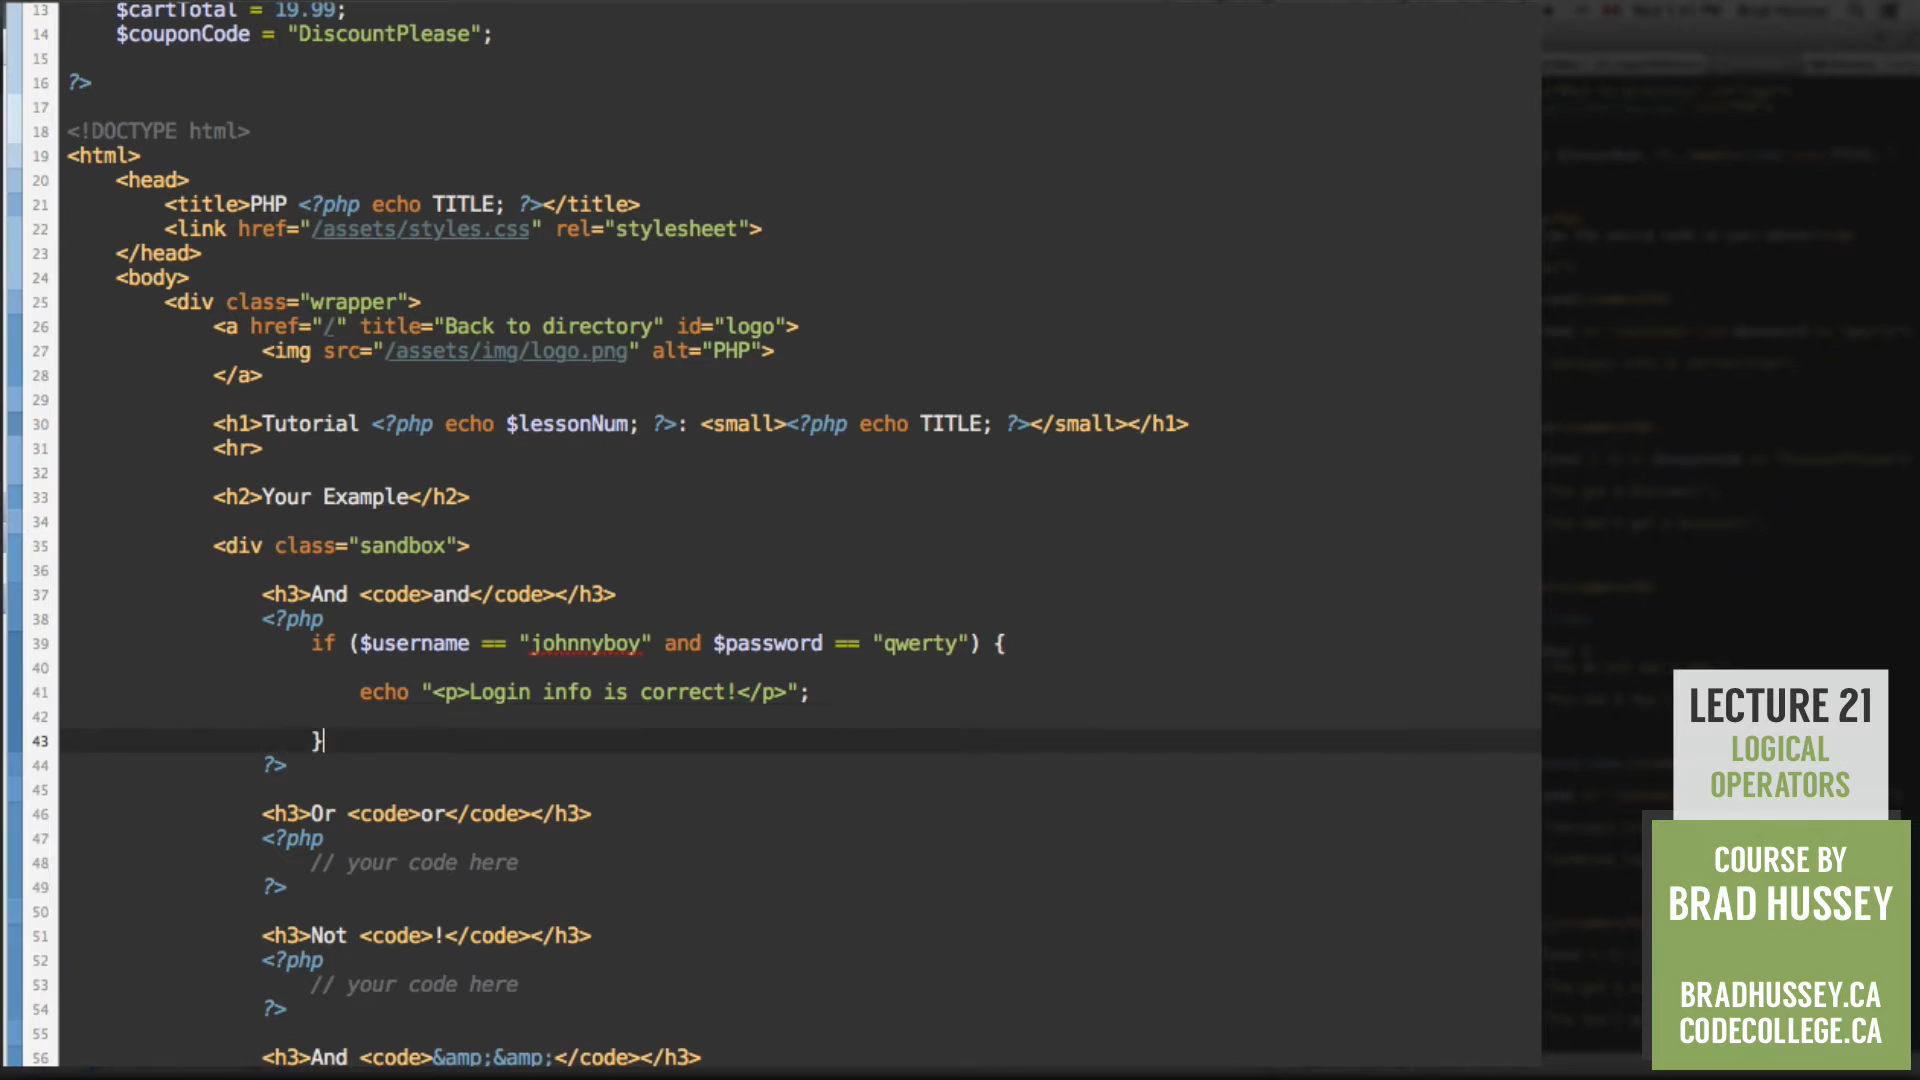 13 $cartTotal = 19.99;
14 $couponCode = "DiscountPlease";
15
16 ?>
17
18 <!DOCTYPE html>
19 <html>
20 <head>
21 <title>PHP <?php echo TITLE; ?></title>
22 <link href="/assets/styles.css" rel="stylesheet">
23 </head>
24 <body>
25 <div class="wrapper">
26 <a href="/" title="Back to directory" id="logo">
27 <img src="/assets/img/logo.png" alt="PHP">
28 </a>
29
30 <h1>Tutorial <?php echo $lessonNum; ?>: <small><?php echo TITLE; ?></small></h1>
31 <hr>
32
33 <h2>Your Example</h2>
34
35 <div class="sandbox">
36
37 <h3>And <code>and</code></h3>
38 <?php
39 if ($username == "johnnyboy" and $password == "qwerty") {
40
41 echo "<p>Login info is correct!</p>";
42
43 }
44 ?>
45
46 <h3>Or <code>or</code></h3>
47 <?php
48 // your code here
49 ?>
50
51 <h3>Not <code>!</code></h3>
52 <?php
53 // your code here
54 ?>
55
56 <h3>And <code>&amp;&amp;</code></h3>
LECTURE 21
LOGICAL
OPERATORS
COURSE BY
BRAD HUSSEY
BRADHUSSEY.CA
CODECOLLEGE.CA